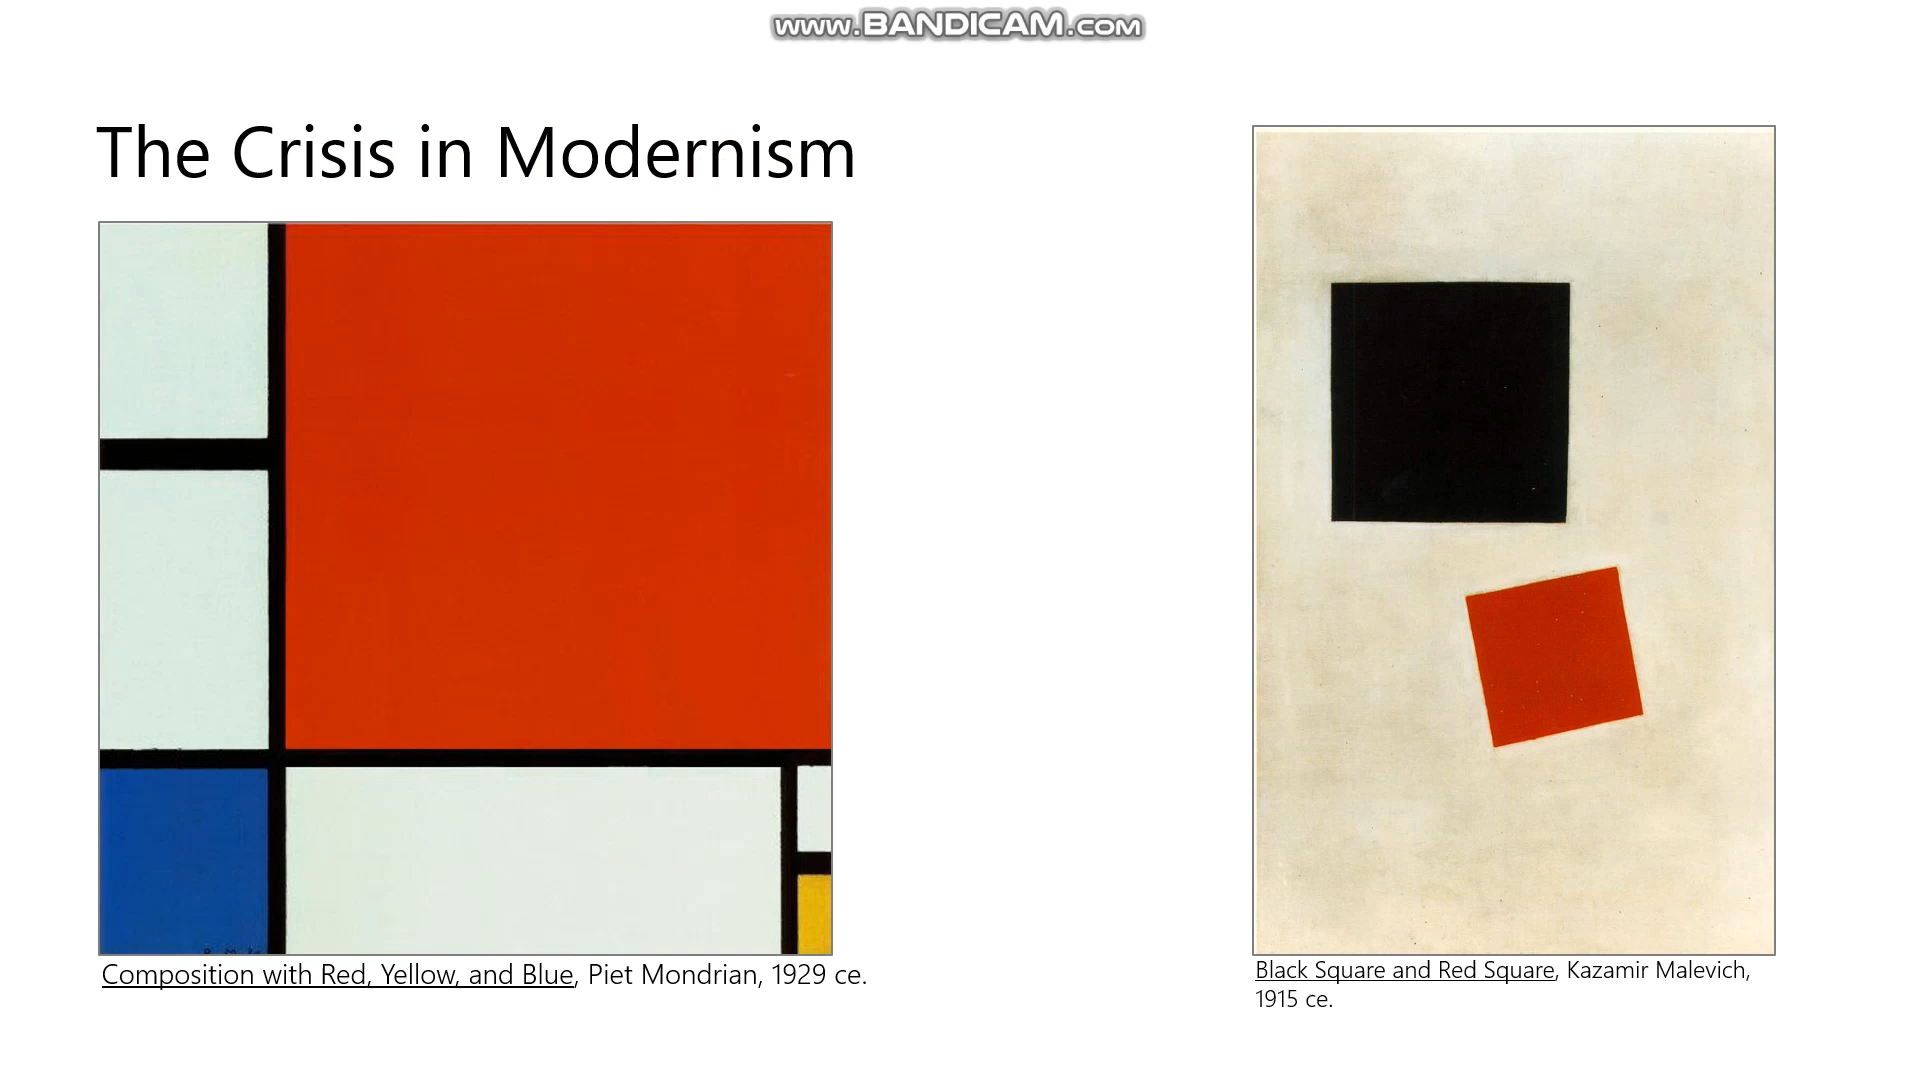 www.BANDICAM.com
The Crisis in Modernism
Composition with Red, Yellow, and Blue, Piet Mondrian, 1929 ce.
Black Square and Red Square, Kazamir Malevich,
1915 ce.